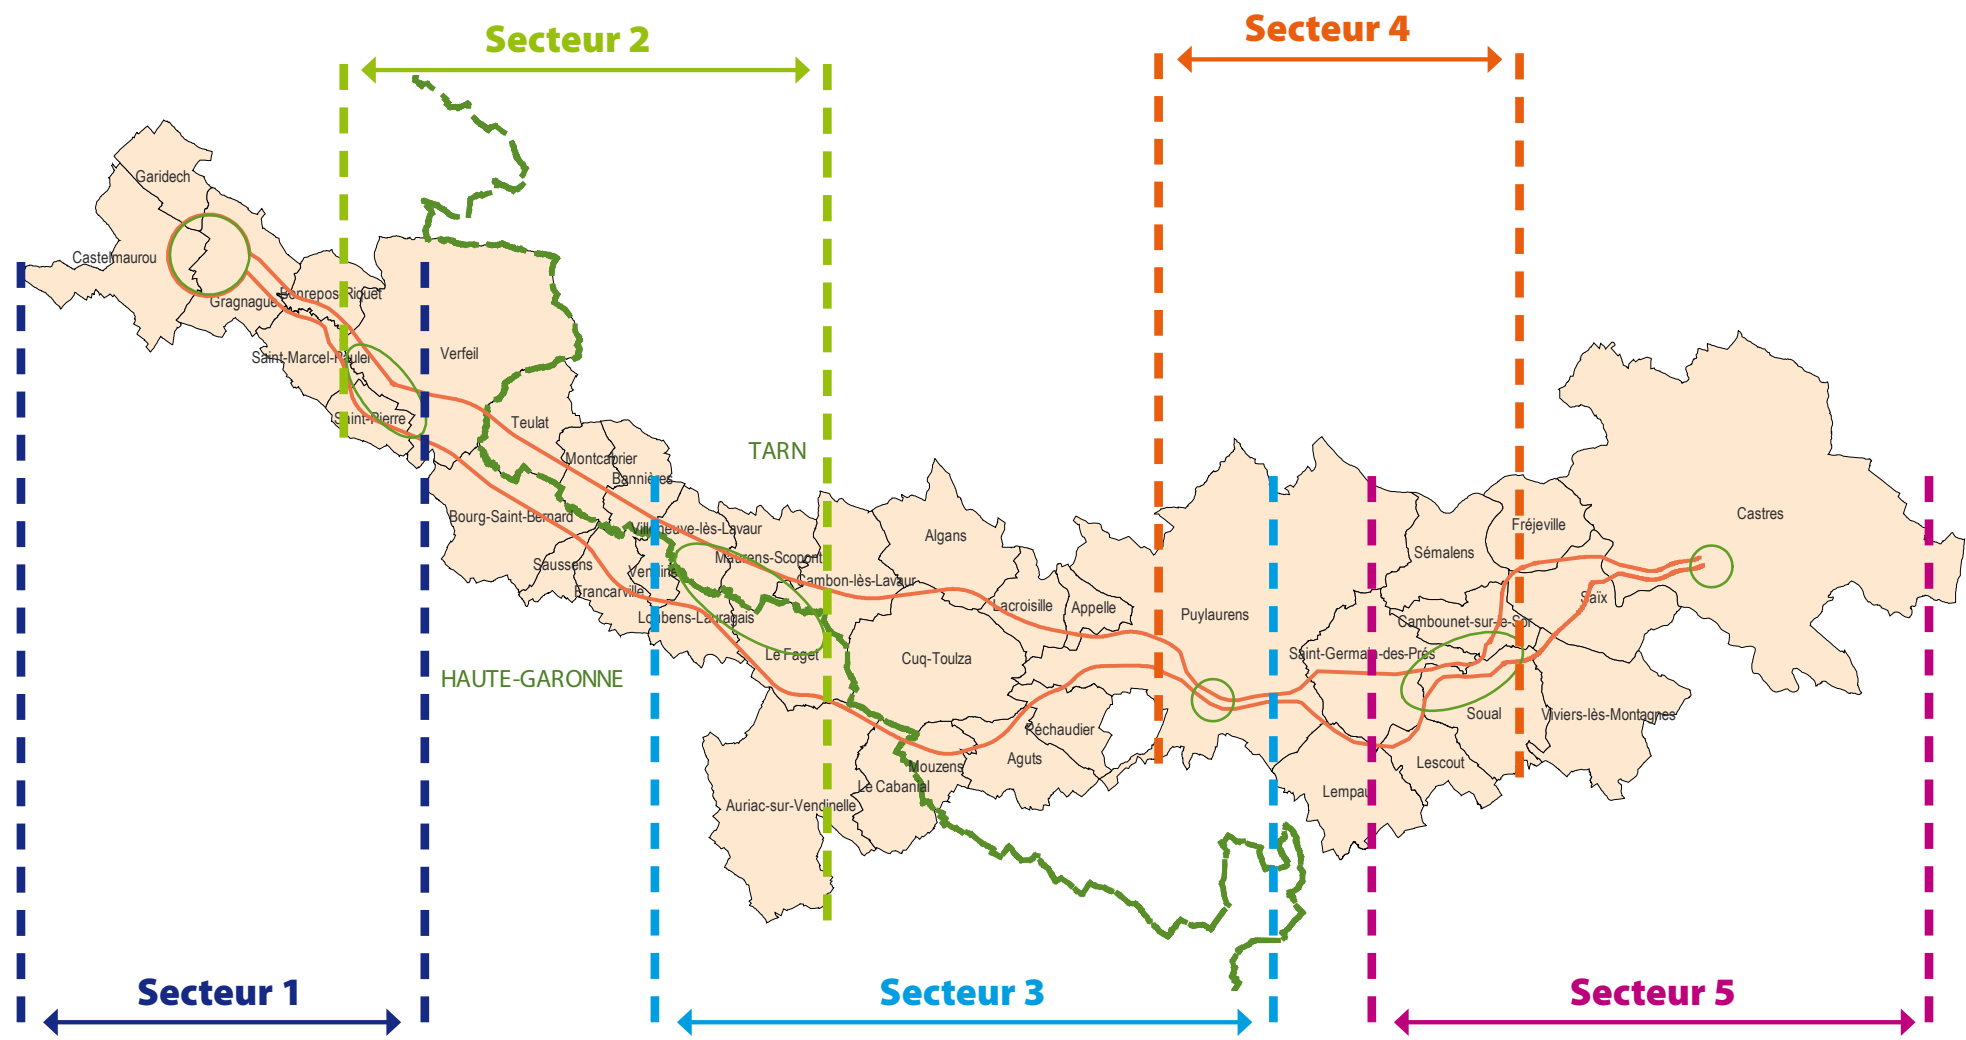 Secteur 2
Secteur 4
Garidech
Castelmaurou
Gragnague
Bonrepos-Riquet
Saint-Marcel-Paulel
Verfeil
Saint-Pierre
Teulat
TARN
Montcabrier
Bannières
Bourg-Saint-Bernard
Villeneuve-lès-Lavaur
Algans
Maurens-Scopont
Saussens
Vendine
Cambon-lès-Lavaur
Francarville
Lacroisille
Appelle
Loubens-Lauragais
Puylaurens
Le Faget
Cuq-Toulza
HAUTE-GARONNE
Castres
Fréjeville
Sémalens
Saïx
Cambounet-sur-le-Sor
Saint-Germain-des-Prés
Soual
Viviers-lès-Montagnes
Péchaudier
Aguts
Mouzens
Le Cabanial
Lescout
Lempaut
Auriac-sur-Vendinelle
Secteur 1
Secteur 3
Secteur 5